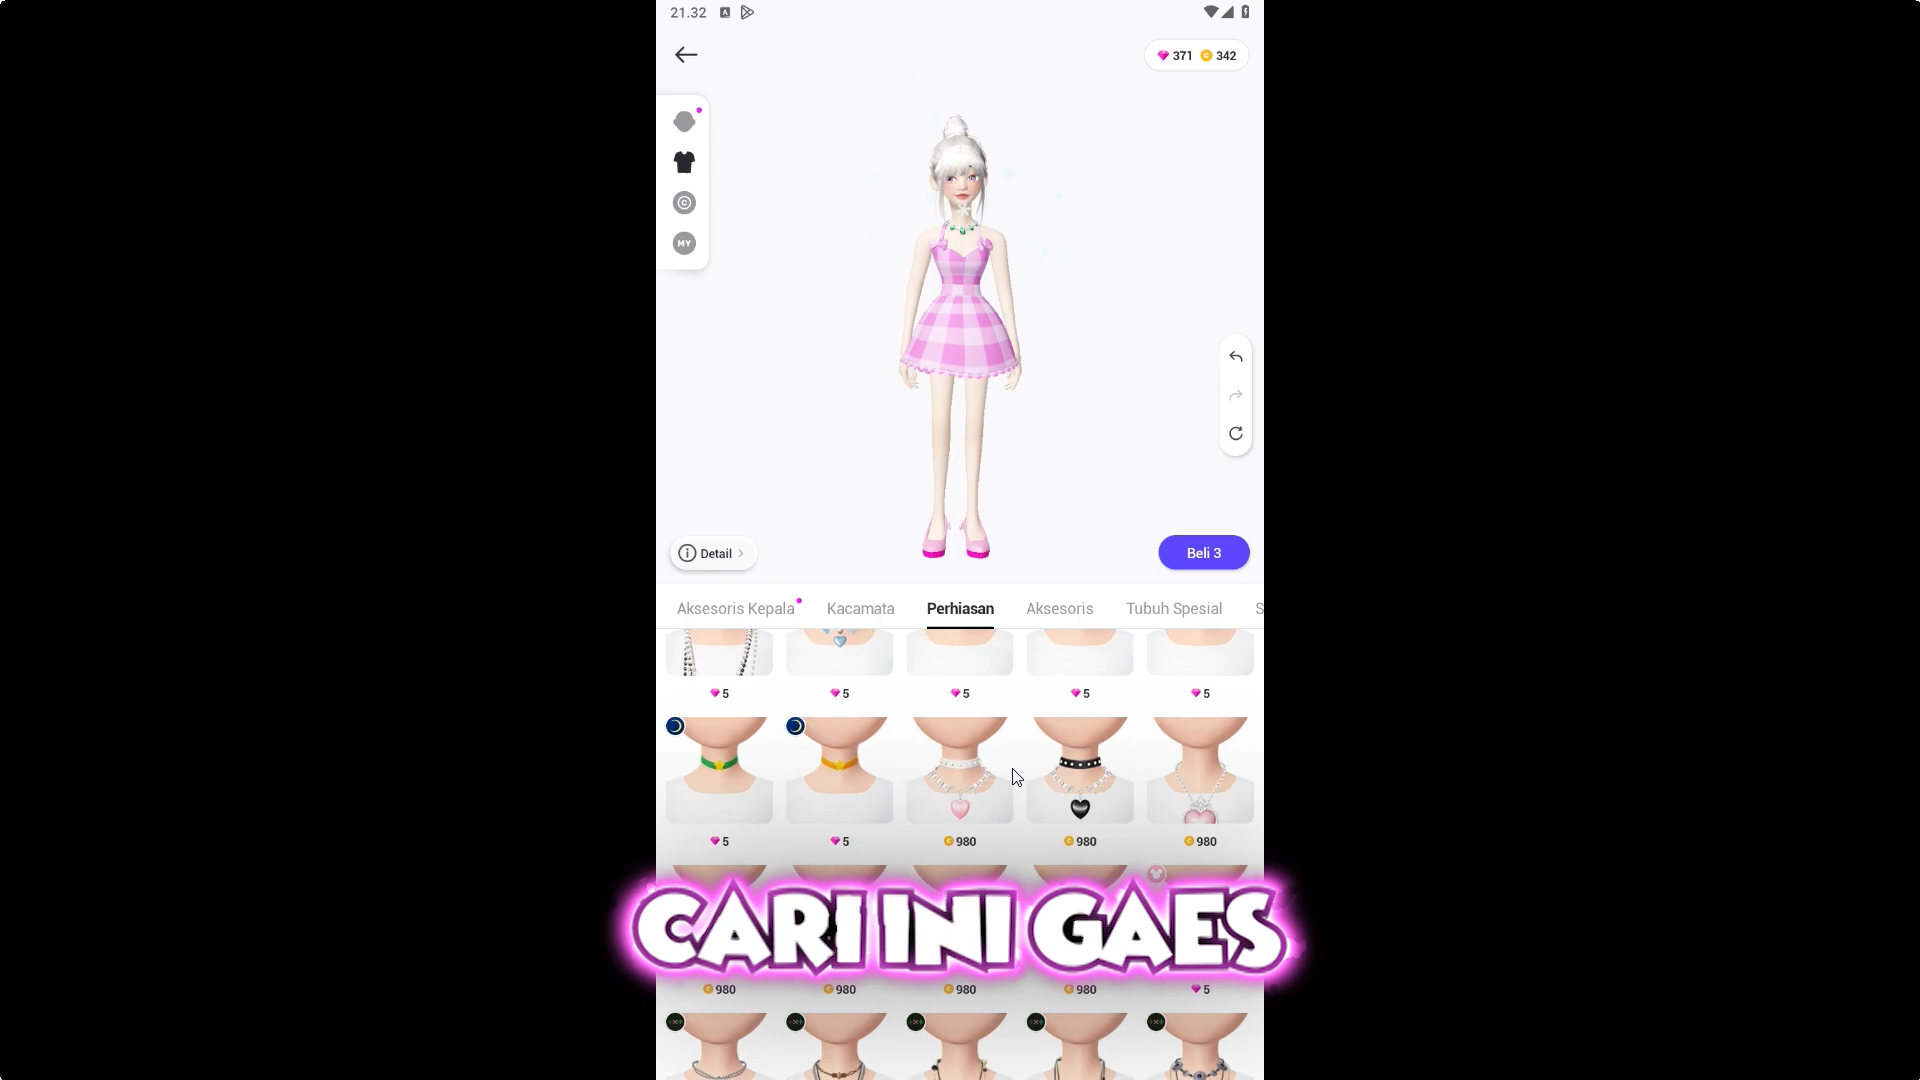 21.32
371 342
MY
Detail
Beli 3
Aksesoris Kepala Kacamata Perhiasan Aksesoris Tubuh Spesial S
5 5 5 5 5
5 5 980 980 980
CARI INI GAES
980 980 980 980 5